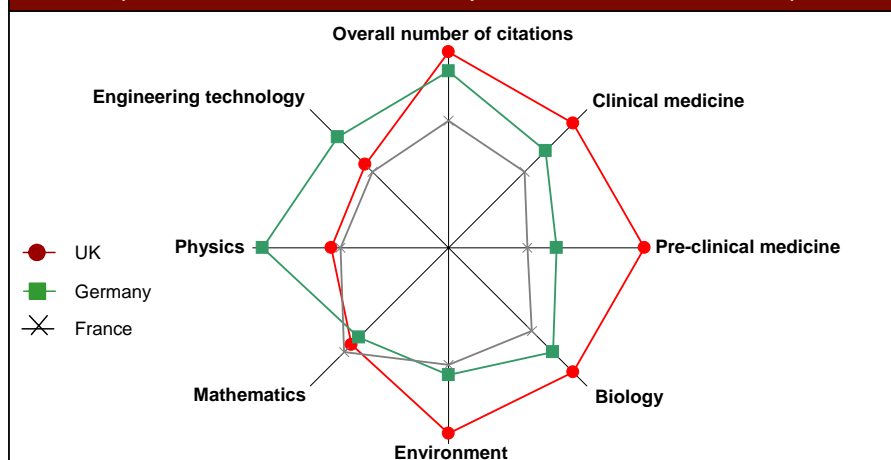 Overall number of citations
Engineering technology
Clinical medicine
Physics
Pre-clinical medicine
UK
Germany
France
Mathematics
Biology
Environment